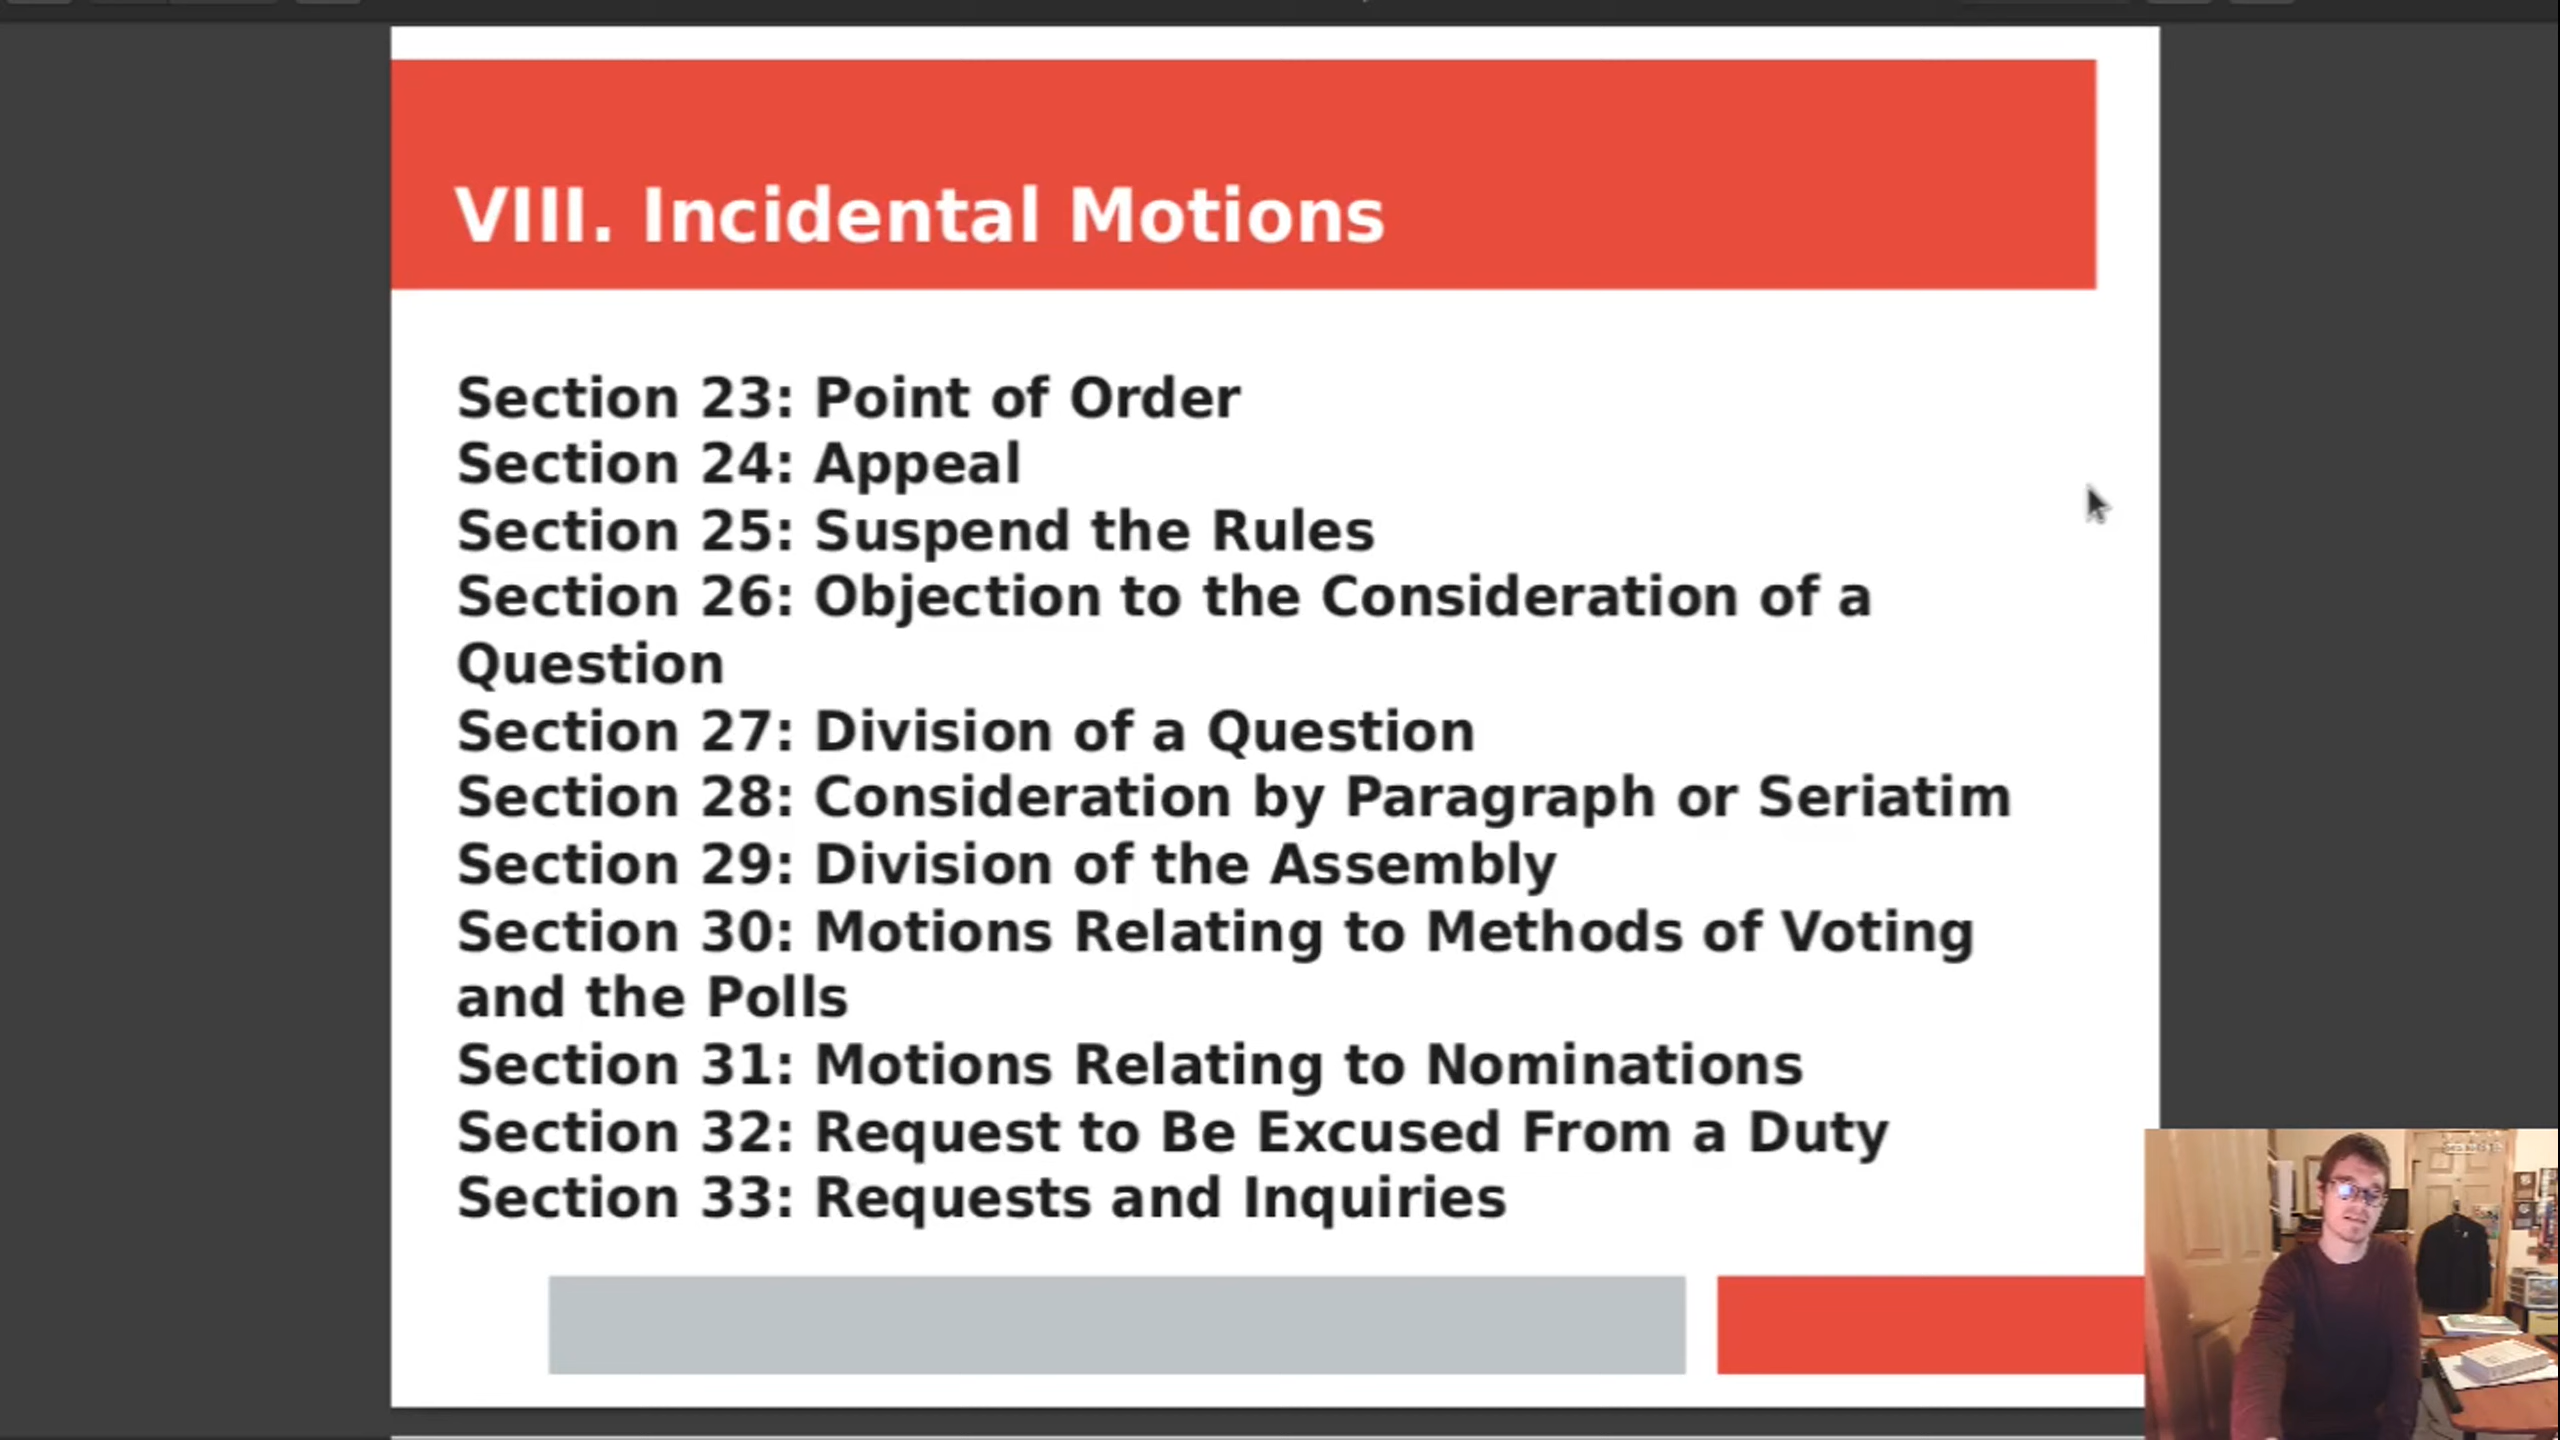 VIII. Incidental Motions
Section 23: Point of Order
Section 24: Appeal
Section 25: Suspend the Rules
Section 26: Objection to the Consideration of a
Question
Section 27: Division of a Question
Section 28: Consideration by Paragraph or Seriatim
Section 29: Division of the Assembly
Section 30: Motions Relating to Methods of Voting
and the Polls
Section 31: Motions Relating to Nominations
Section 32: Request to Be Excused From a Duty
Section 33: Requests and Inquiries